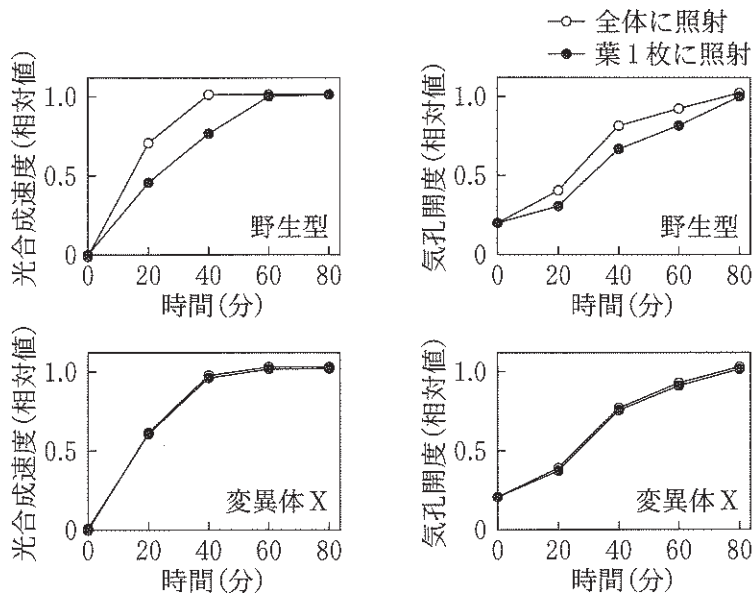 全体に照射
葉1枚に照射
光合成速度(相対値)
1.0
0.5
0
野生型
0 20 40 60 80
時間(分)
気孔開度(相対値)
1.0
0.5
0
野生型
0 20 40 60 80
時間(分)
光合成速度(相対値)
1.0
0.5
0
変異体X
0 20 40 60 80
時間(分)
気孔開度(相対値)
1.0
0.5
0
変異体X
0 20 40 60 80
時間(分)